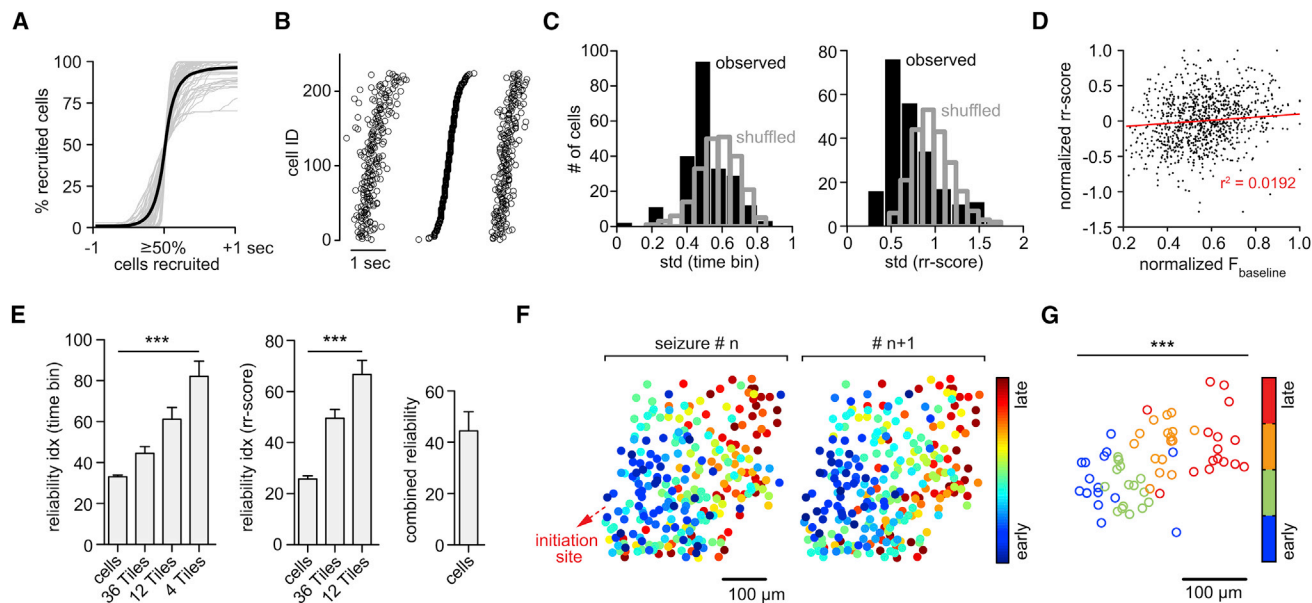 A
% recruited cells
100
75
50
25
0
-1
≥50%
+1 sec
cells recruited
B
cell ID
200
100
0
1 sec
C
# of cells
100
80
60
40
20
0
observed
shuffled
0
0.2
0.4
0.6
0.8
1
std (time bin)
80
60
40
20
0
observed
shuffled
0
0.5
1
1.5
2
std (rr-score)
D
normalized rr-score
1.0
0.5
0
-0.5
-1.0
-1.5
r² = 0.0192
0.2
0.4
0.6
0.8
1.0
normalized Fbaseline
E
reliability idx (time bin)
100
80
60
40
20
0
***
cells
36 Tiles
12 Tiles
4 Tiles
reliability idx (rr-score)
80
60
40
20
0
***
cells
36 Tiles
12 Tiles
combined reliability
60
40
20
0
cells
F
seizure # n
# n+1
initiation
site
100 µm
late
early
G
***
100 µm
late
early